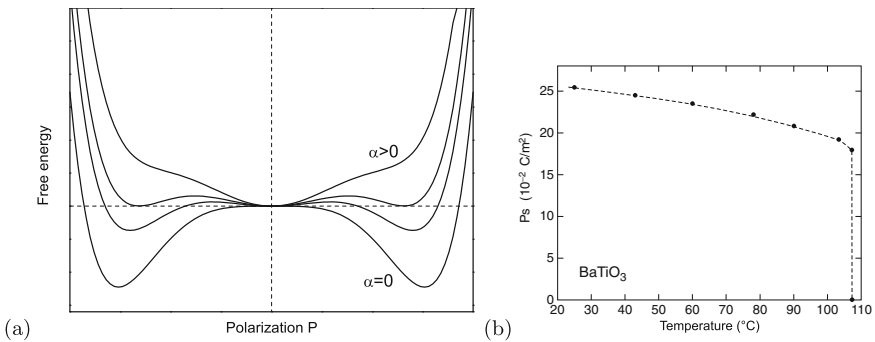 Free energy
α>0
α=0
Polarization P
(a)
Ps (10⁻² C/m²)
25
20
15
10
5
0
BaTiO₃
20 30 40 50 60 70 80 90 100 110
Temperature (°C)
(b)